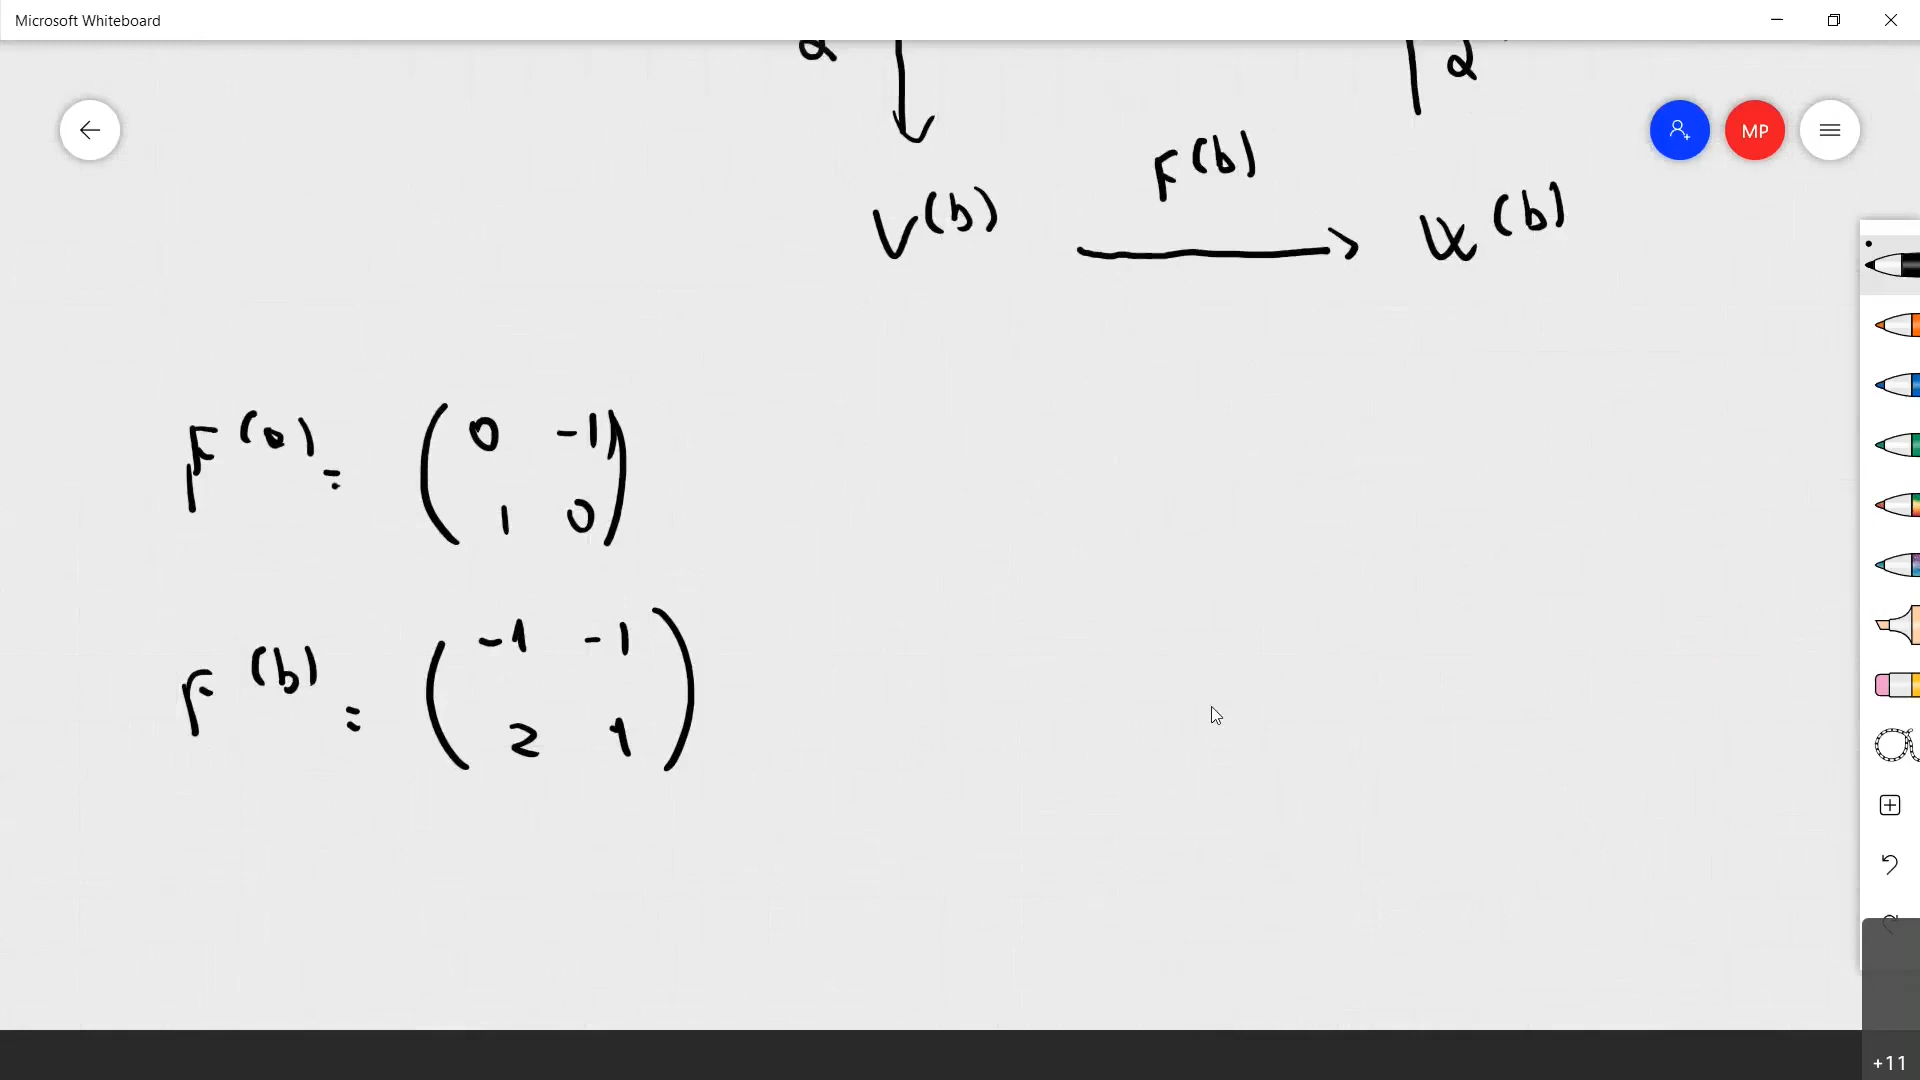 Microsoft Whiteboard
α α
F^(b)
V^(b) ⟶ W^(b)
MP
F^(a) = ( 0 -1
1 0 )
F^(b) = ( -1 -1
2 1 )
+11